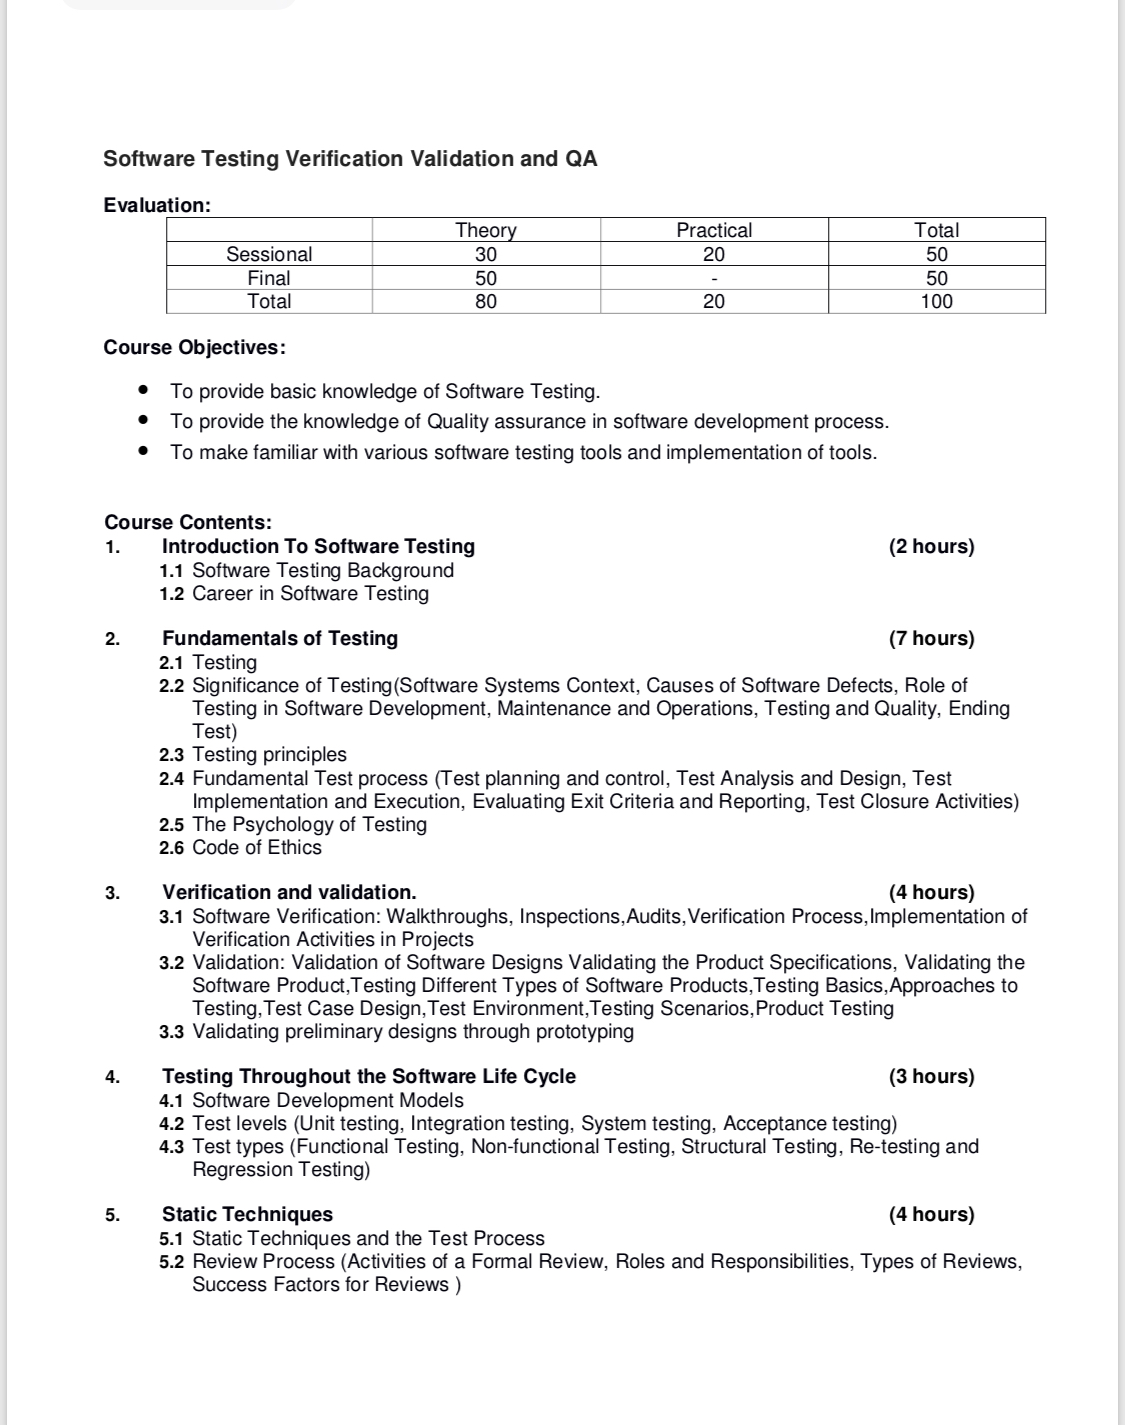 Software Testing Verification Validation and QA
Evaluation:
Theory Practical Total
Sessional 30 20 50
Final 50 - 50
Total 80 20 100
Course Objectives:
● To provide basic knowledge of Software Testing.
● To provide the knowledge of Quality assurance in software development process.
● To make familiar with various software testing tools and implementation of tools.
Course Contents:
1. Introduction To Software Testing (2 hours)
1.1 Software Testing Background
1.2 Career in Software Testing
2. Fundamentals of Testing (7 hours)
2.1 Testing
2.2 Significance of Testing(Software Systems Context, Causes of Software Defects, Role of
Testing in Software Development, Maintenance and Operations, Testing and Quality, Ending
Test)
2.3 Testing principles
2.4 Fundamental Test process (Test planning and control, Test Analysis and Design, Test
Implementation and Execution, Evaluating Exit Criteria and Reporting, Test Closure Activities)
2.5 The Psychology of Testing
2.6 Code of Ethics
3. Verification and validation. (4 hours)
3.1 Software Verification: Walkthroughs, Inspections,Audits,Verification Process,Implementation of
Verification Activities in Projects
3.2 Validation: Validation of Software Designs Validating the Product Specifications, Validating the
Software Product,Testing Different Types of Software Products,Testing Basics,Approaches to
Testing,Test Case Design,Test Environment,Testing Scenarios,Product Testing
3.3 Validating preliminary designs through prototyping
4. Testing Throughout the Software Life Cycle (3 hours)
4.1 Software Development Models
4.2 Test levels (Unit testing, Integration testing, System testing, Acceptance testing)
4.3 Test types (Functional Testing, Non-functional Testing, Structural Testing, Re-testing and
Regression Testing)
5. Static Techniques (4 hours)
5.1 Static Techniques and the Test Process
5.2 Review Process (Activities of a Formal Review, Roles and Responsibilities, Types of Reviews,
Success Factors for Reviews )